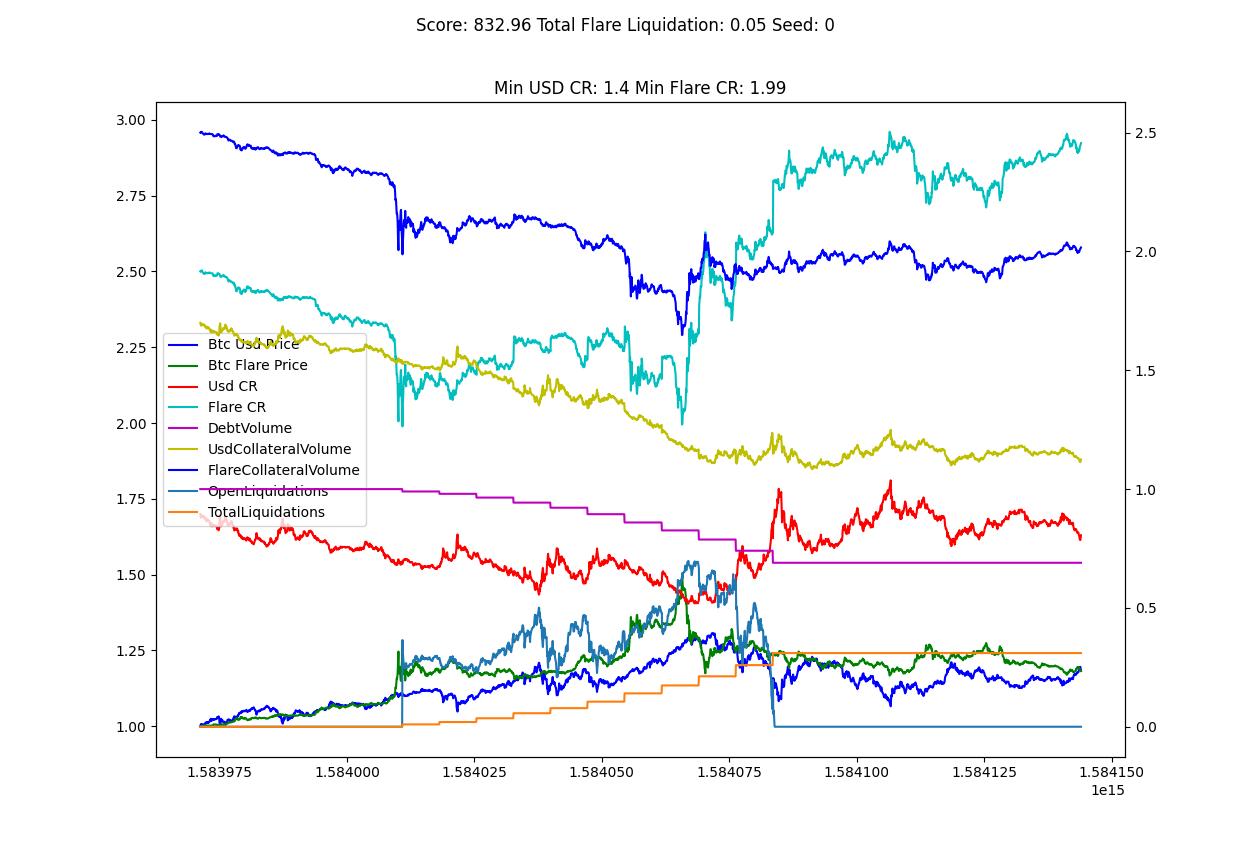 Score: 832.96 Total Flare Liquidation: 0.05 Seed: 0
Min USD CR: 1.4 Min Flare CR: 1.99
3.00
2.75
2.50
2.25
2.00
1.75
1.50
1.25
1.00
2.5
2.0
1.5
1.0
0.5
0.0
Btc Usd Price
Btc Flare Price
Usd CR
Flare CR
DebtVolume
UsdCollateralVolume
FlareCollateralVolume
OpenLiquidations
TotalLiquidations
1.583975 1.584000 1.584025 1.584050 1.584075 1.584100 1.584125 1.584150
1e15